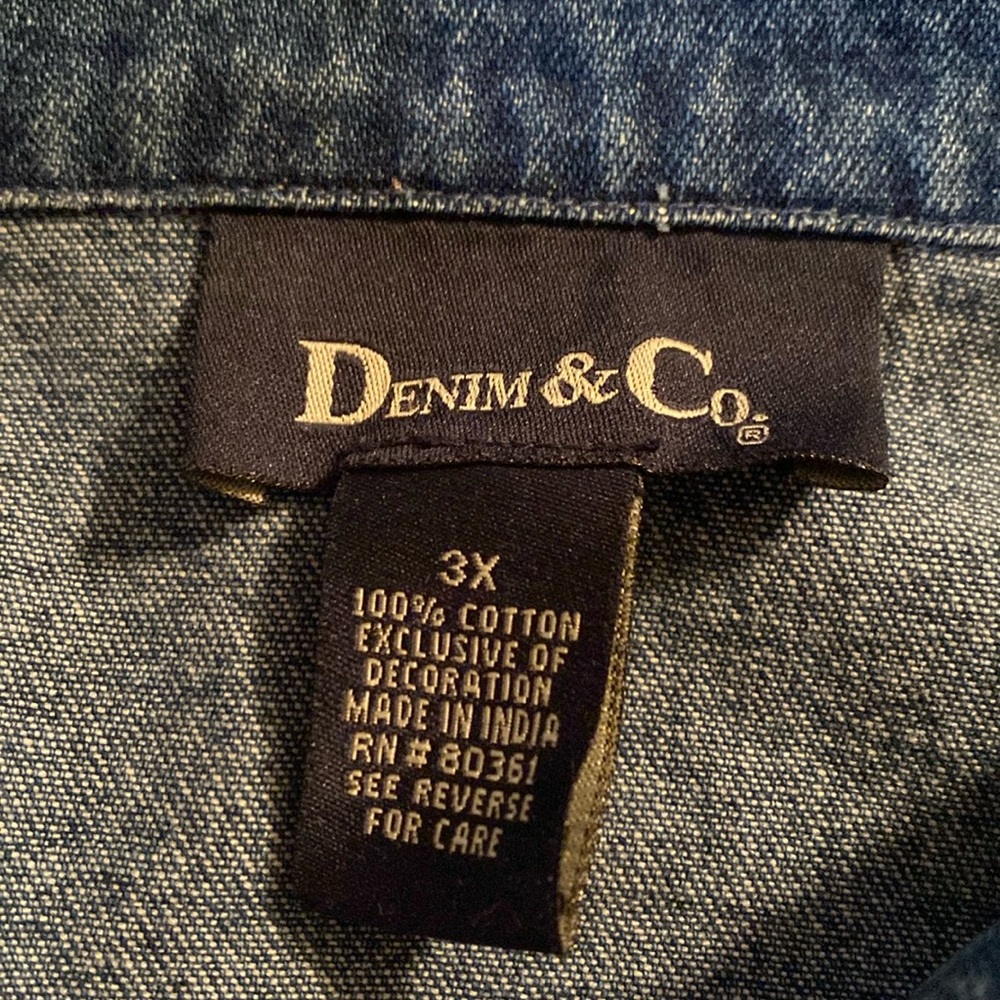 DENIM & CO.®
3X
100% COTTON
EXCLUSIVE OF
DECORATION
MADE IN INDIA
RN # 80361
SEE REVERSE
FOR CARE